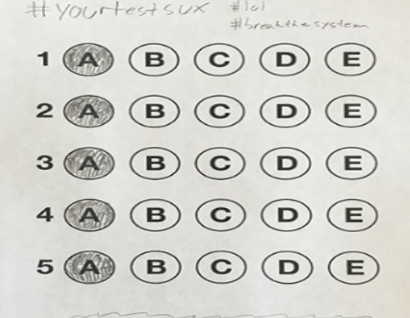 #yourtestsux #lol
#breakthesystem
1 A B C D E
2 A B C D E
3 A B C D E
4 A B C D E
5 A B C D E